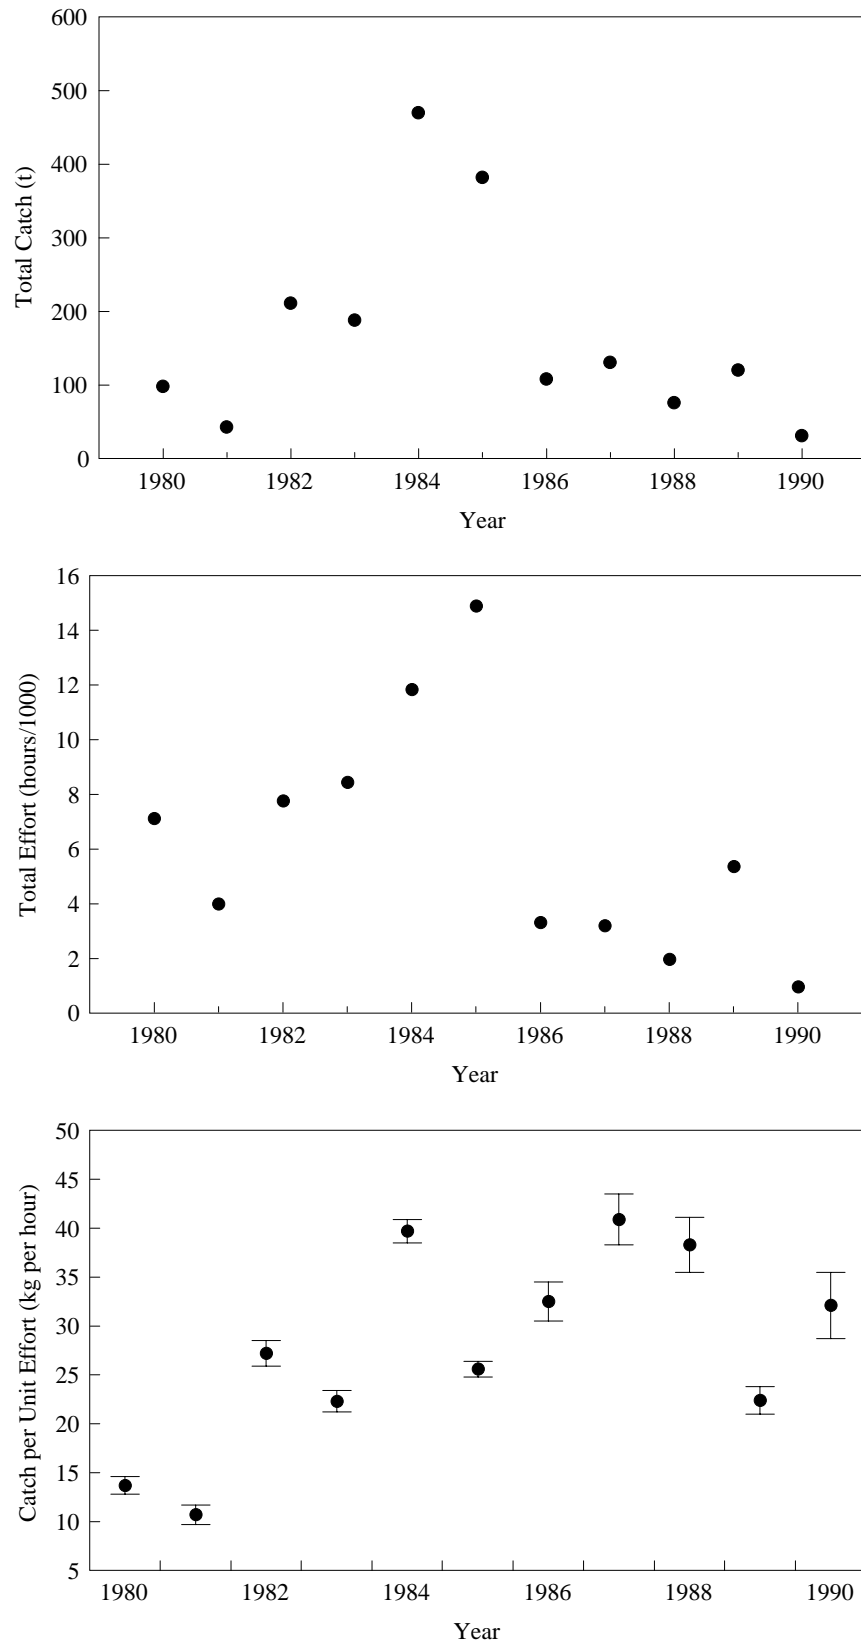 600
500
400
300
200
100
0
Total Catch (t)
1980 1982 1984 1986 1988 1990
Year
16
14
12
10
8
6
4
2
0
Total Effort (hours/1000)
1980 1982 1984 1986 1988 1990
Year
50
45
40
35
30
25
20
15
10
5
Catch per Unit Effort (kg per hour)
1980 1982 1984 1986 1988 1990
Year